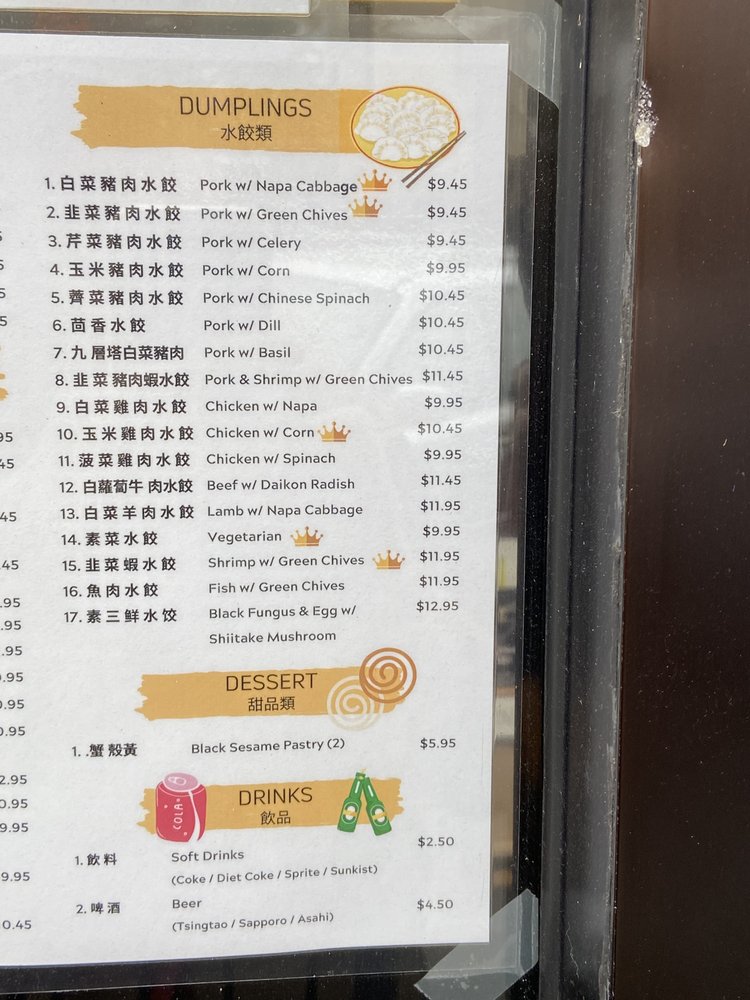 DUMPLINGS
水餃類
1. 白菜豬肉水餃 Pork w/ Napa Cabbage $9.45
2. 韭菜豬肉水餃 Pork w/ Green Chives $9.45
3. 芹菜豬肉水餃 Pork w/ Celery $9.45
4. 玉米豬肉水餃 Pork w/ Corn $9.95
5. 薺菜豬肉水餃 Pork w/ Chinese Spinach $10.45
6. 茴香水餃 Pork w/ Dill $10.45
7. 九層塔白菜豬肉 Pork w/ Basil $10.45
8. 韭菜豬肉蝦水餃 Pork & Shrimp w/ Green Chives $11.45
9. 白菜雞肉水餃 Chicken w/ Napa $9.95
10. 玉米雞肉水餃 Chicken w/ Corn $10.45
11. 菠菜雞肉水餃 Chicken w/ Spinach $9.95
12. 白蘿蔔牛肉水餃 Beef w/ Daikon Radish $11.45
13. 白菜羊肉水餃 Lamb w/ Napa Cabbage $11.95
14. 素菜水餃 Vegetarian $9.95
15. 韭菜蝦水餃 Shrimp w/ Green Chives $11.95
16. 魚肉水餃 Fish w/ Green Chives $11.95
17. 素三鮮水饺 Black Fungus & Egg w/ $12.95
Shiitake Mushroom
DESSERT
甜品類
1. .蟹殼黃 Black Sesame Pastry (2) $5.95
COLA
DRINKS
飲品
1. 飲料 Soft Drinks $2.50
(Coke / Diet Coke / Sprite / Sunkist)
2. 啤酒 Beer $4.50
(Tsingtao / Sapporo / Asahi)